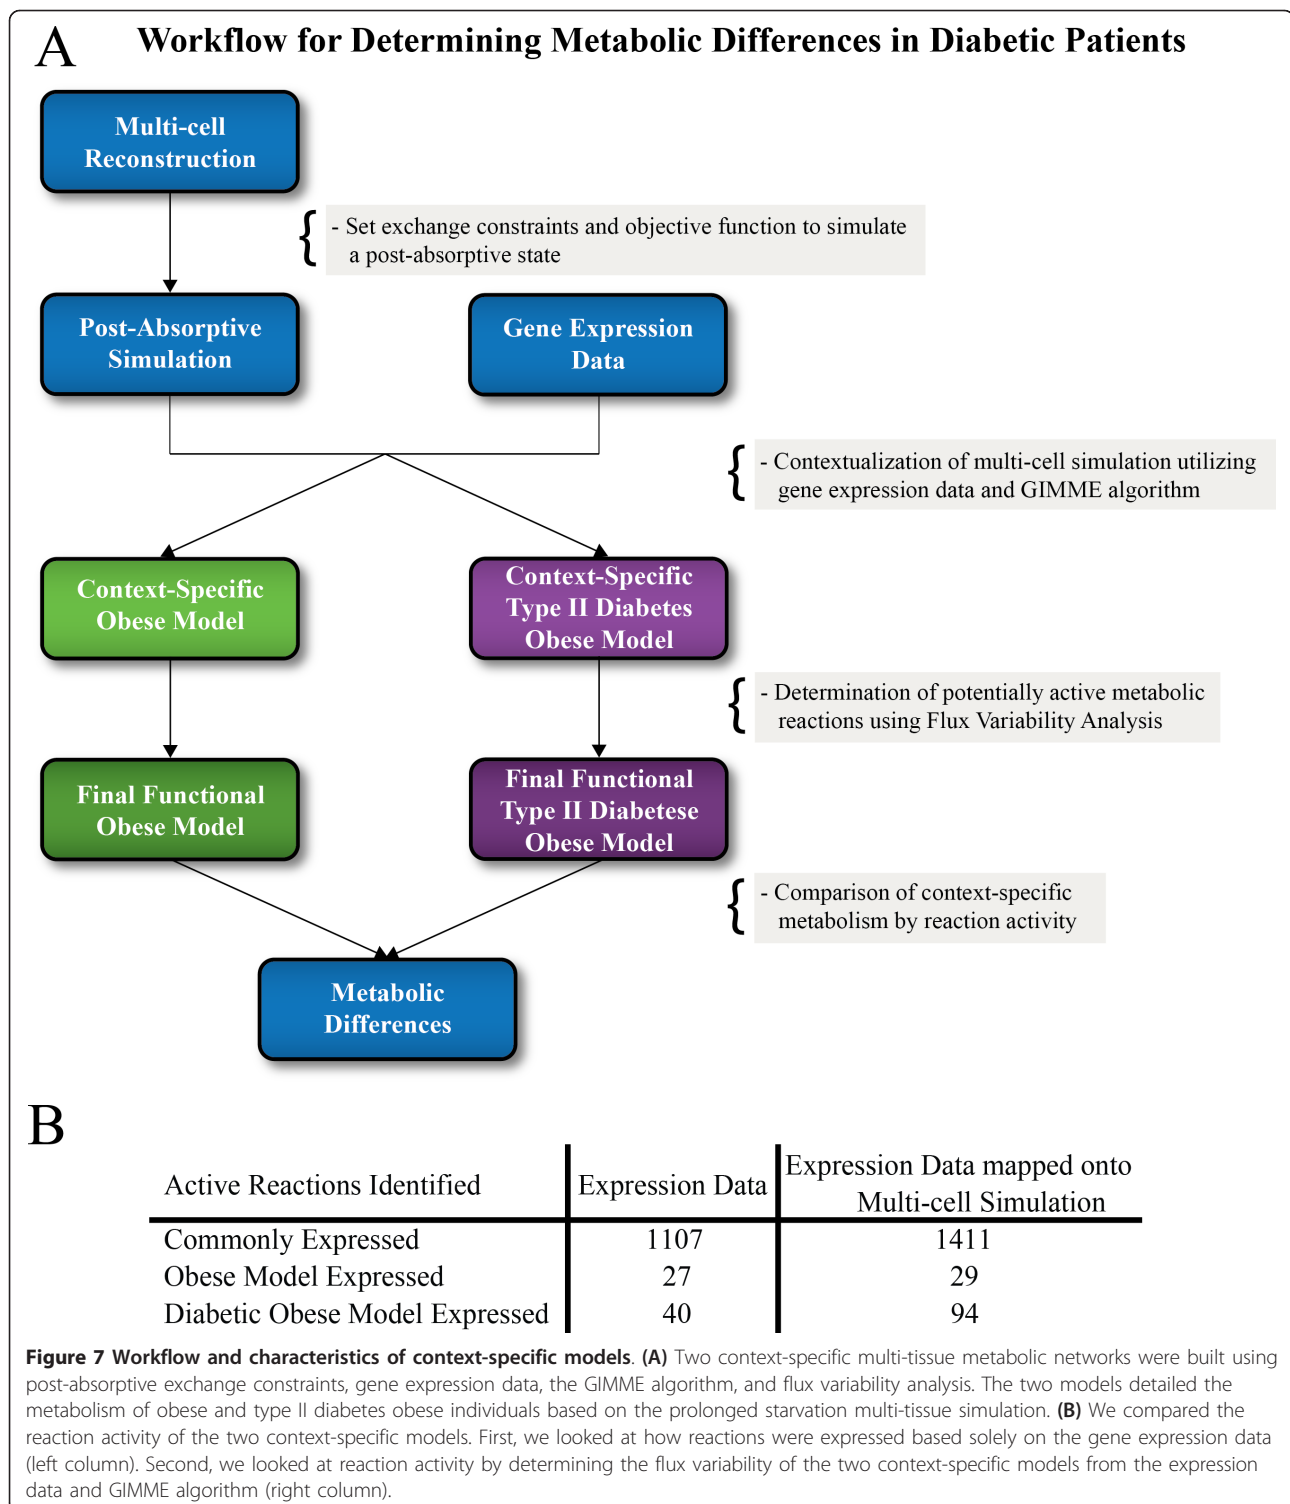 A
Workflow for Determining Metabolic Differences in Diabetic Patients
Multi-cell
Reconstruction
{ - Set exchange constraints and objective function to simulate
a post-absorptive state
Post-Absorptive
Simulation
Gene Expression
Data
{ - Contextualization of multi-cell simulation utilizing
gene expression data and GIMME algorithm
Context-Specific
Obese Model
Context-Specific
Type II Diabetes
Obese Model
{ - Determination of potentially active metabolic
reactions using Flux Variability Analysis
Final Functional
Obese Model
Final Functional
Type II Diabetese
Obese Model
{ - Comparison of context-specific
metabolism by reaction activity
Metabolic
Differences
B
Active Reactions Identified Expression Data Expression Data mapped onto
Multi-cell Simulation
Commonly Expressed 1107 1411
Obese Model Expressed 27 29
Diabetic Obese Model Expressed 40 94
Figure 7 Workflow and characteristics of context-specific models. (A) Two context-specific multi-tissue metabolic networks were built using
post-absorptive exchange constraints, gene expression data, the GIMME algorithm, and flux variability analysis. The two models detailed the
metabolism of obese and type II diabetes obese individuals based on the prolonged starvation multi-tissue simulation. (B) We compared the
reaction activity of the two context-specific models. First, we looked at how reactions were expressed based solely on the gene expression data
(left column). Second, we looked at reaction activity by determining the flux variability of the two context-specific models from the expression
data and GIMME algorithm (right column).